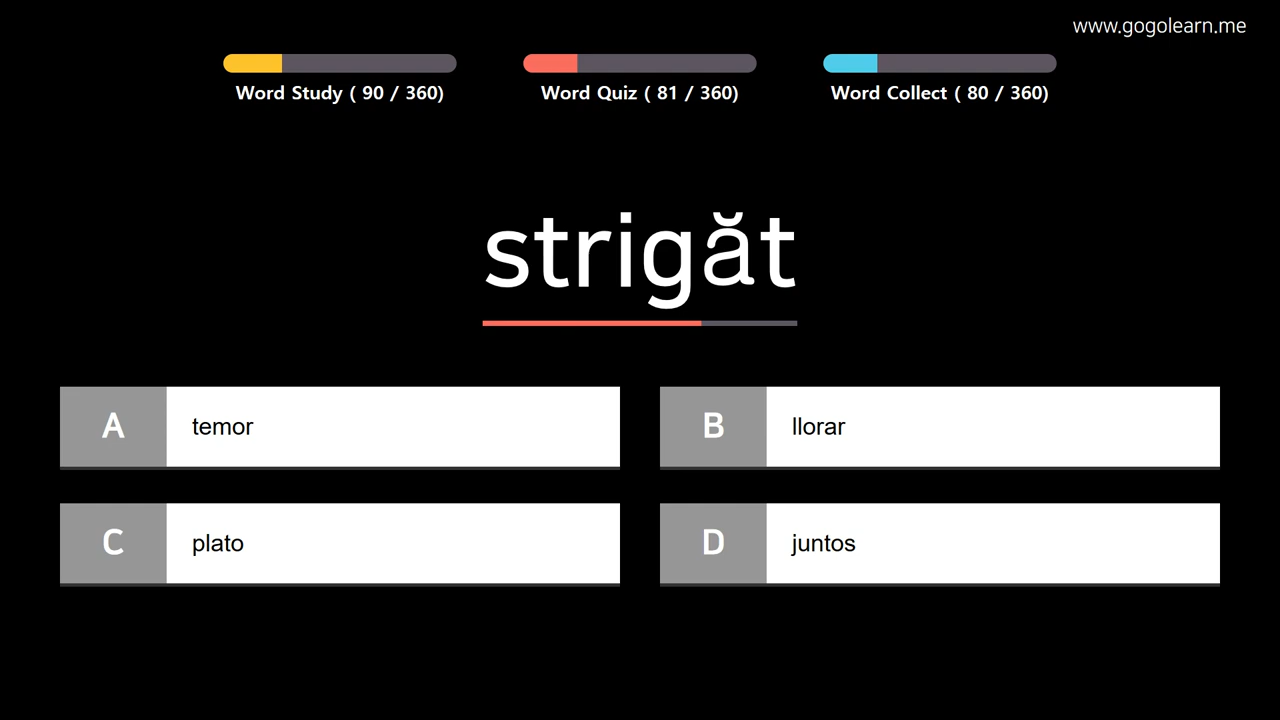 www.gogolearn.me
Word Study ( 90 / 360)
Word Quiz ( 81 / 360)
Word Collect ( 80 / 360)
strigăt
A temor
B llorar
C plato
D juntos